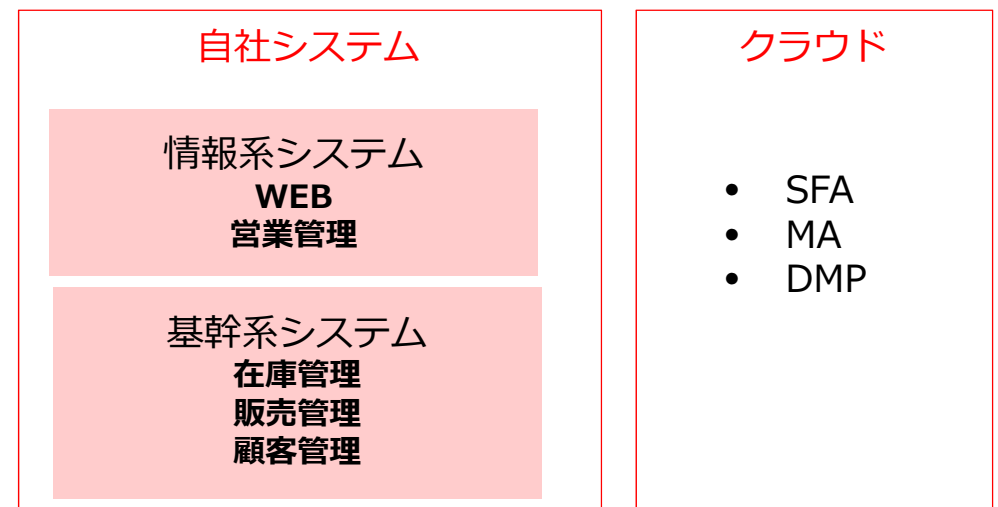 自社システム
情報系システム
WEB
営業管理
基幹系システム
在庫管理
販売管理
顧客管理
クラウド
• SFA
• MA
• DMP